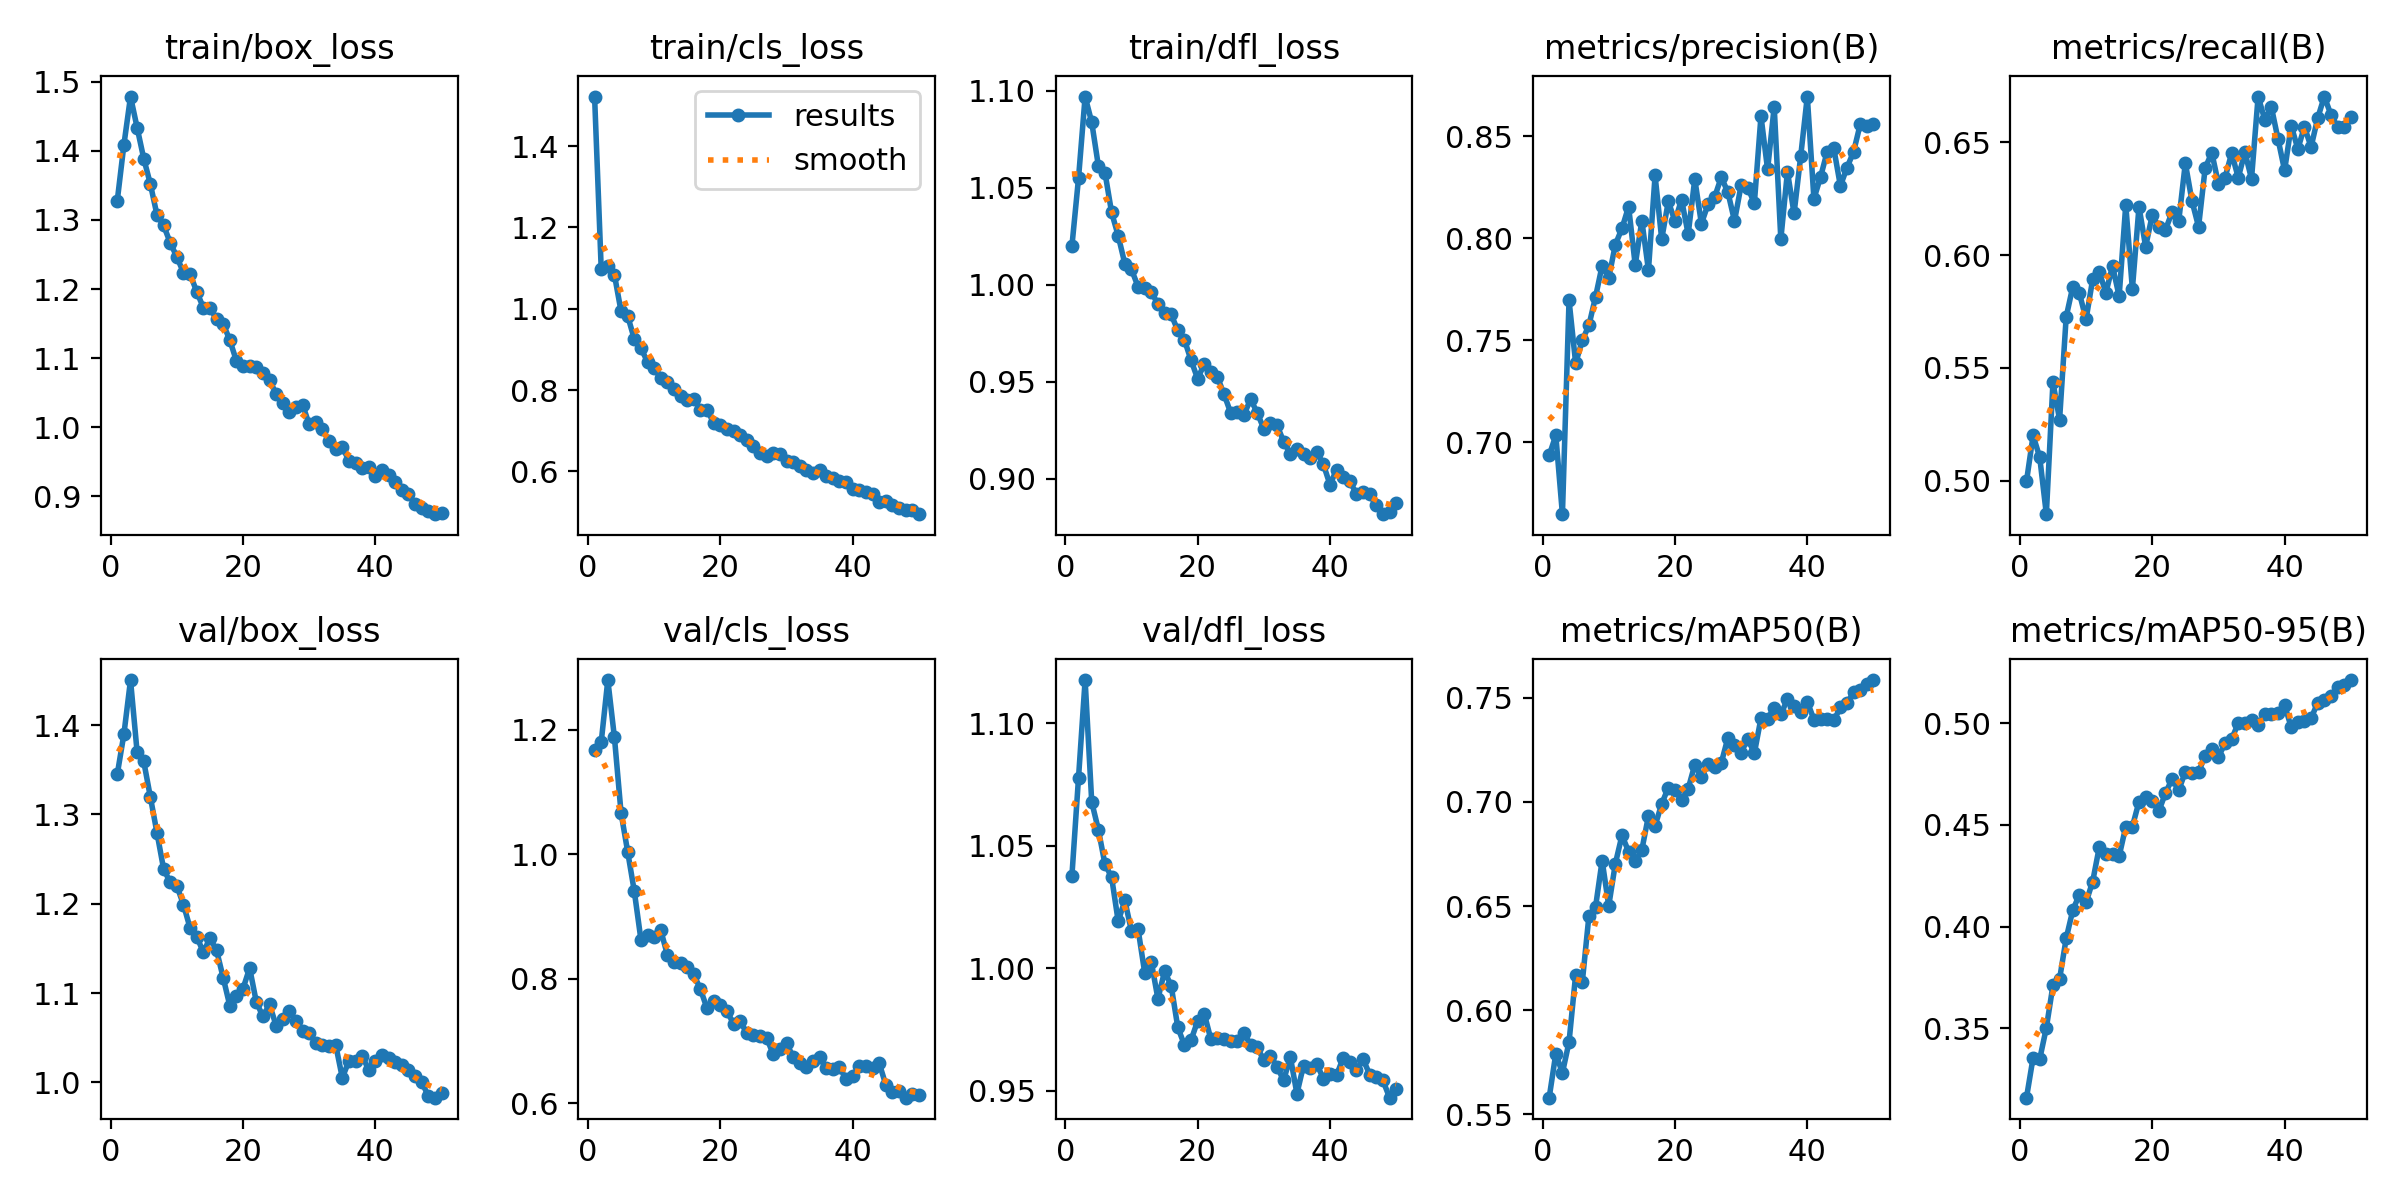 train/box_loss
1.5
1.4
1.3
1.2
1.1
1.0
0.9
0 20 40
train/cls_loss
results
smooth
1.4
1.2
1.0
0.8
0.6
0 20 40
train/dfl_loss
1.10
1.05
1.00
0.95
0.90
0 20 40
metrics/precision(B)
0.85
0.80
0.75
0.70
0 20 40
metrics/recall(B)
0.65
0.60
0.55
0.50
0 20 40
val/box_loss
1.4
1.3
1.2
1.1
1.0
0 20 40
val/cls_loss
1.2
1.0
0.8
0.6
0 20 40
val/dfl_loss
1.10
1.05
1.00
0.95
0 20 40
metrics/mAP50(B)
0.75
0.70
0.65
0.60
0.55
0 20 40
metrics/mAP50-95(B)
0.50
0.45
0.40
0.35
0 20 40